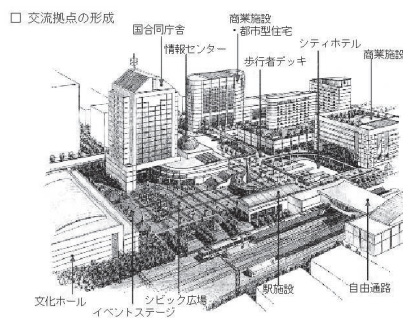 □ 交流拠点の形成
国合同庁舎
情報センター
商業施設
・都市型住宅
歩行者デッキ
シティホテル
商業施設
文化ホール
イベントステージ
シビック広場
駅施設
自由通路